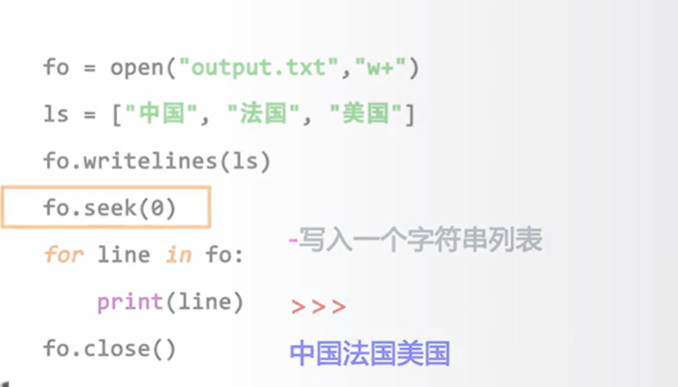 fo = open("output.txt","w+")
ls = ["中国", "法国", "美国"]
fo.writelines(ls)
fo.seek(0)
for line in fo:
    print(line)
fo.close()
-写入一个字符串列表
>>>
中国法国美国